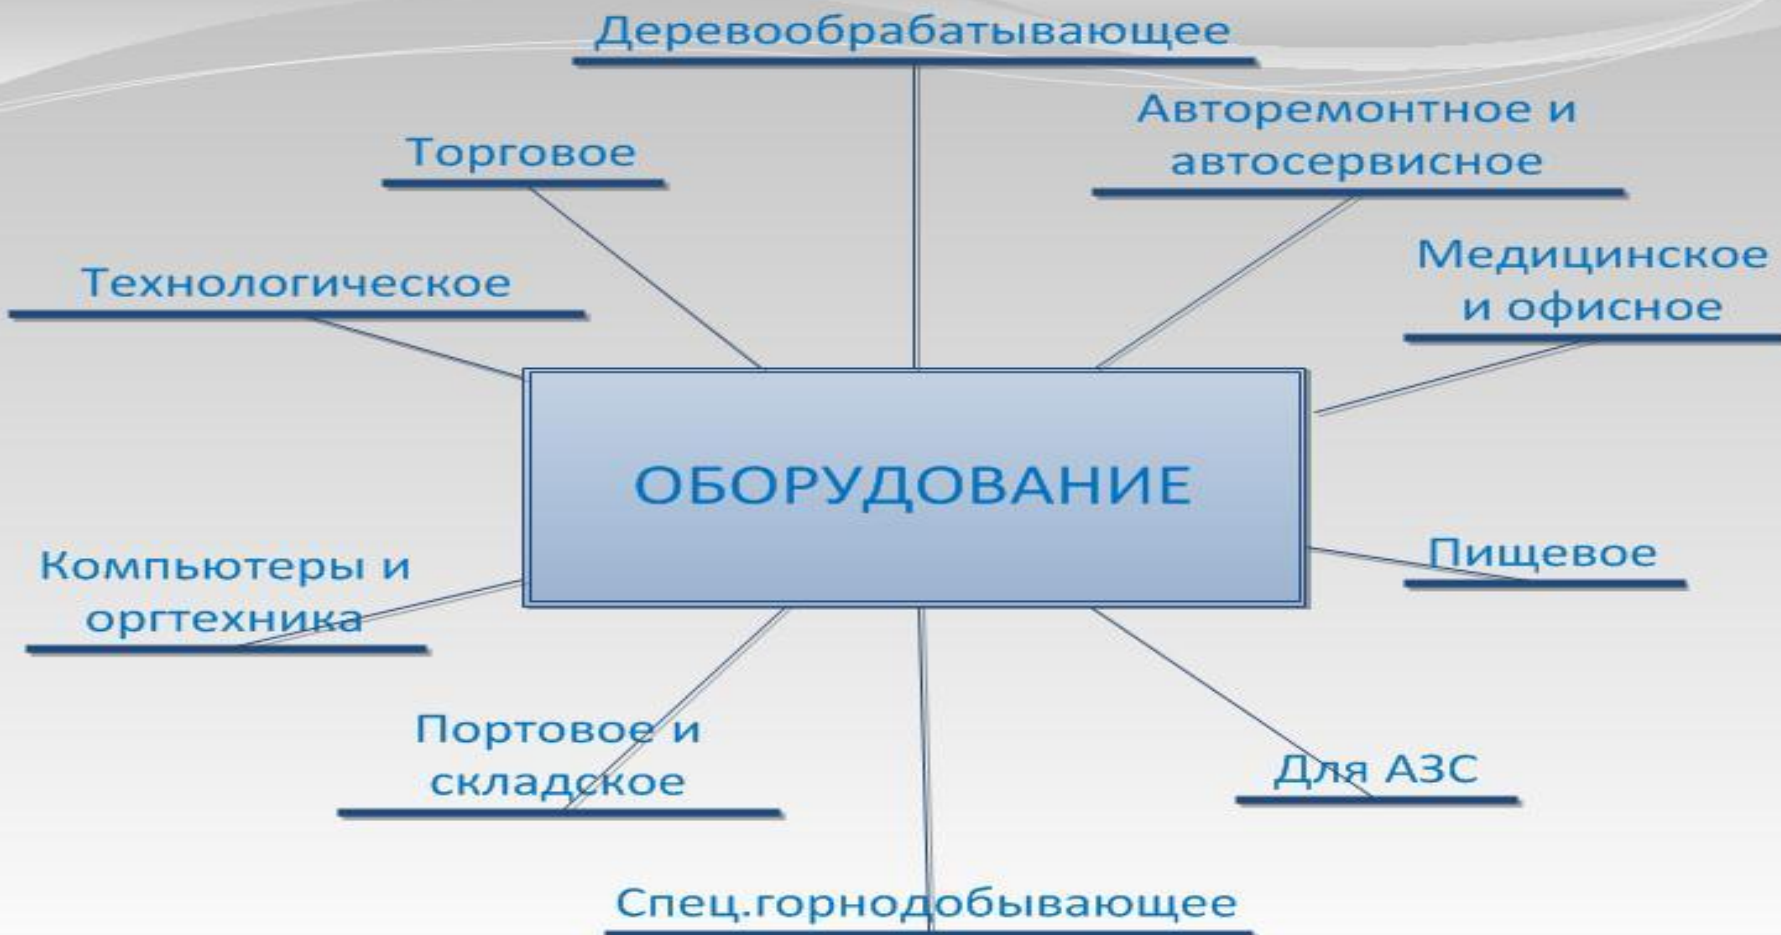 Деревообрабатывающее
Авторемонтное и
автосервисное
Торговое
Медицинское
и офисное
Технологическое
ОБОРУДОВАНИЕ
Пищевое
Компьютеры и
оргтехника
Портовое и
складское
Для АЗС
Спец.горнодобывающее